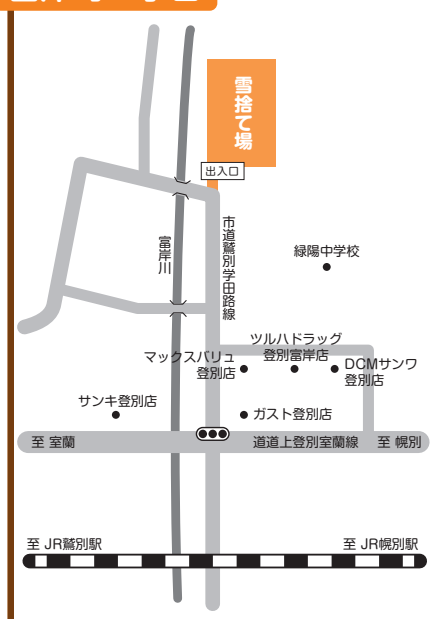 雪捨て場
出入口
市道鷲別学田路線
富岸川
緑陽中学校
ツルハドラッグ
登別富岸店
マックスバリュ
登別店
DCMサンワ
登別店
サンキ登別店
ガスト登別店
至 室蘭
道道上登別室蘭線
至 幌別
至 JR鷲別駅
至 JR幌別駅